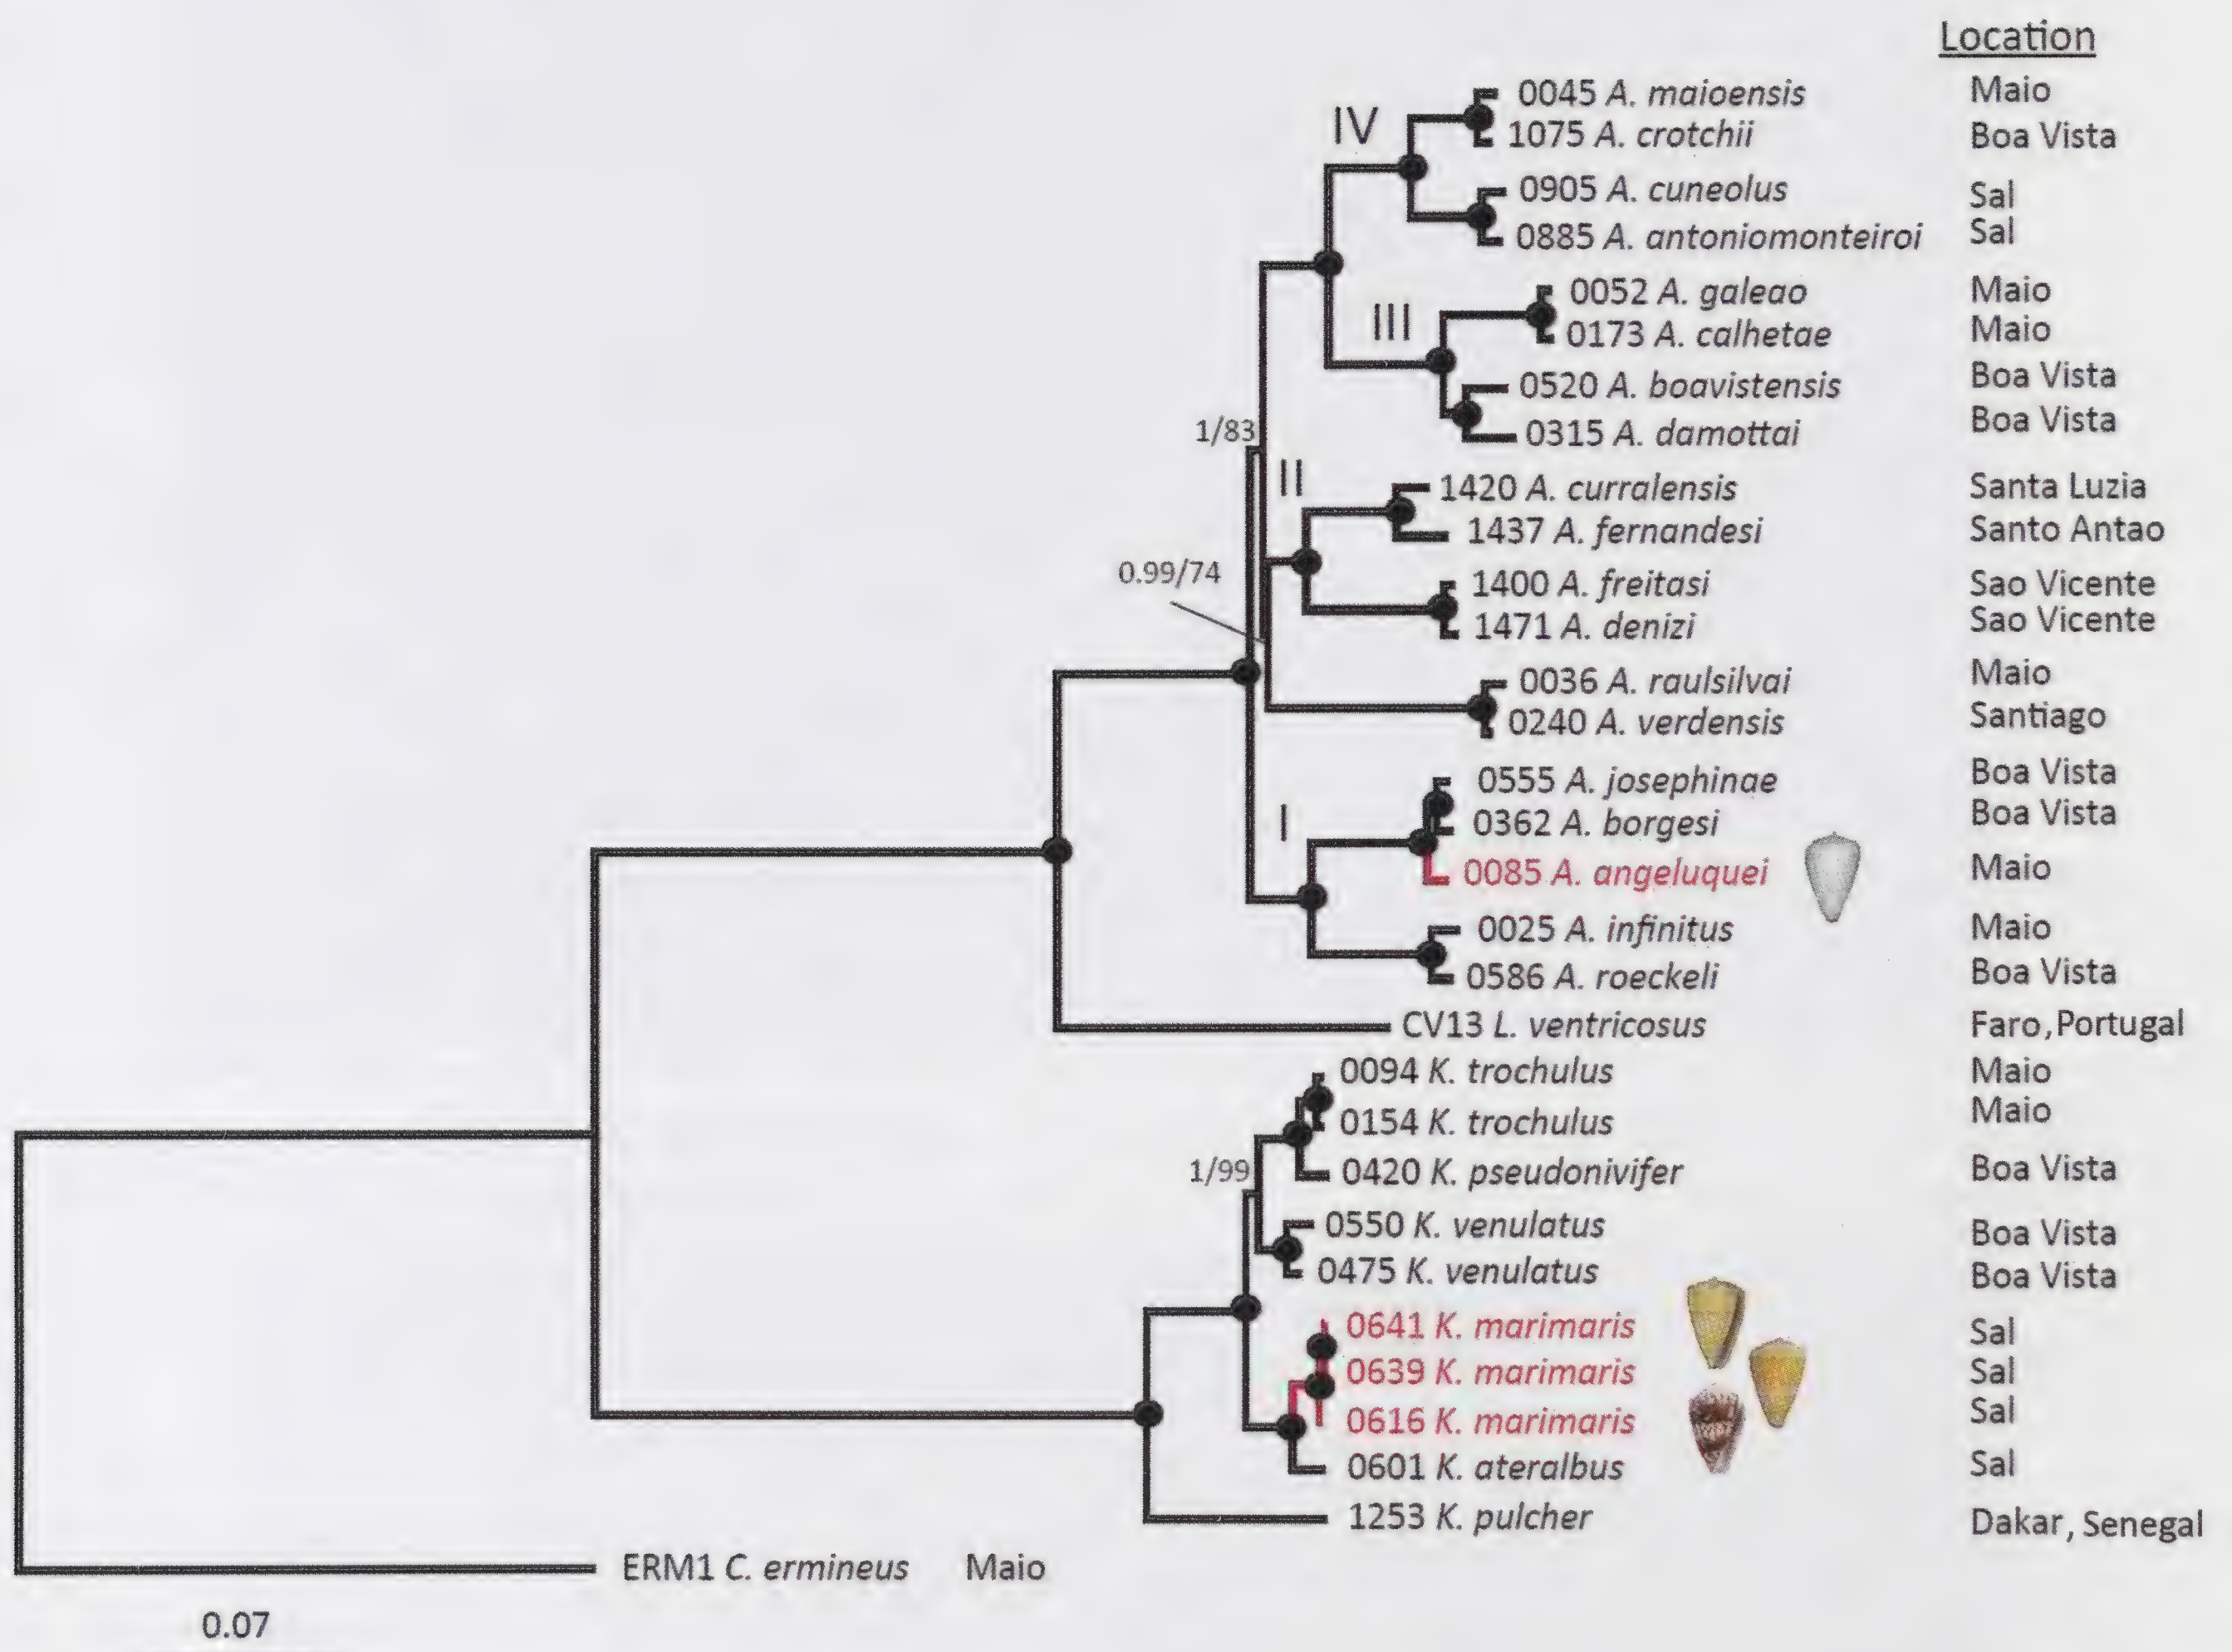 Location
0045 A. maioensis Maio
IV
1075 A. crotchii Boa Vista
0905 A. cuneolus Sal
0885 A. antoniomonteiroi Sal
0052 A. galeao Maio
III
0173 A. calhetae Maio
0520 A. boavistensis Boa Vista
1/83
0315 A. damottai Boa Vista
II
1420 A. curralensis Santa Luzia
1437 A. fernandesi Santo Antao
0.99/74
1400 A. freitasi Sao Vicente
1471 A. denizi Sao Vicente
0036 A. raulsilvai Maio
0240 A. verdensis Santiago
0555 A. josephinae Boa Vista
I
0362 A. borgesi Boa Vista
0085 A. angeluquei Maio
0025 A. infinitus Maio
0586 A. roeckeli Boa Vista
CV13 L. ventricosus Faro, Portugal
0094 K. trochulus Maio
0154 K. trochulus Maio
1/99
0420 K. pseudonivifer Boa Vista
0550 K. venulatus Boa Vista
0475 K. venulatus Boa Vista
0641 K. marimaris Sal
0639 K. marimaris Sal
0616 K. marimaris Sal
0601 K. ateralbus Sal
1253 K. pulcher Dakar, Senegal
ERM1 C. ermineus Maio
0.07